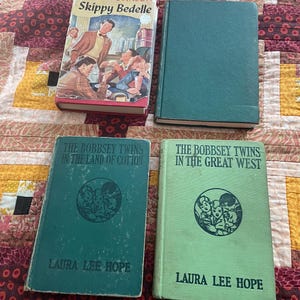 Skippy Bedelle
THE BOBBSEY TWINS
IN THE LAND OF COTTON
LAURA LEE HOPE
THE BOBBSEY TWINS
IN THE GREAT WEST
LAURA LEE HOPE